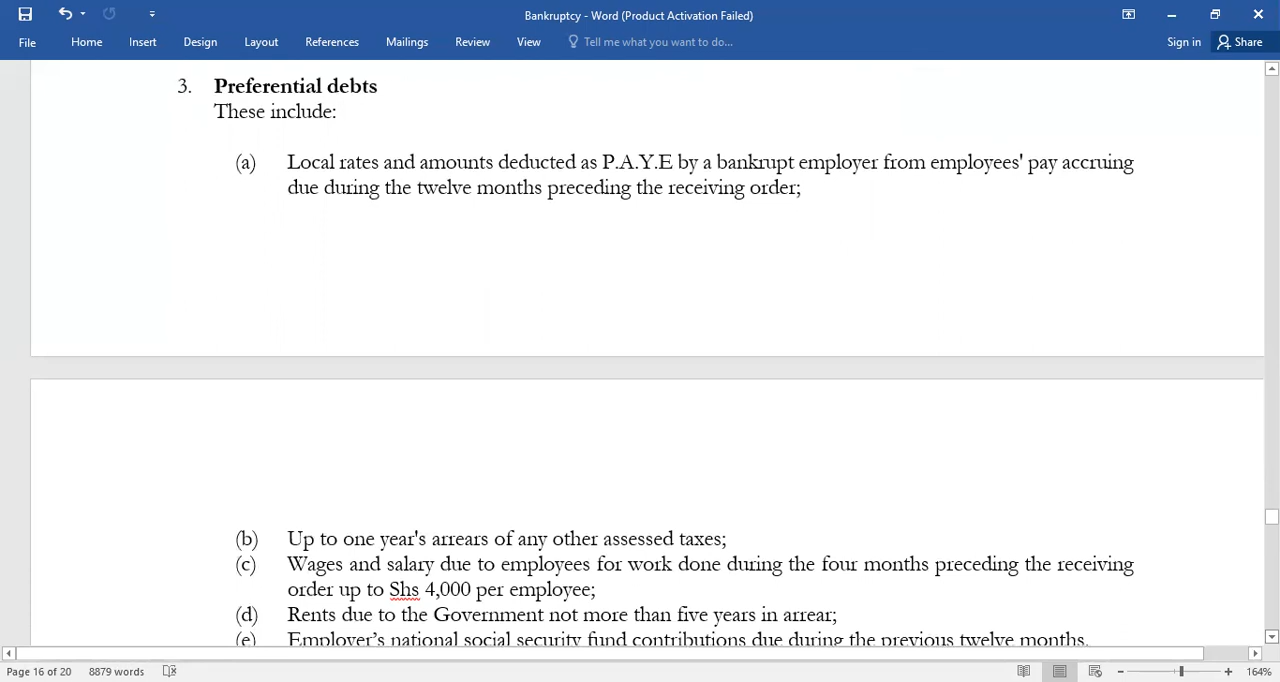 Bankruptcy - Word (Product Activation Failed)
File Home Insert Design Layout References Mailings Review View Tell me what you want to do... Sign in Share
3. Preferential debts
These include:
(a) Local rates and amounts deducted as P.A.Y.E by a bankrupt employer from employees' pay accruing
due during the twelve months preceding the receiving order;
(b) Up to one year's arrears of any other assessed taxes;
(c) Wages and salary due to employees for work done during the four months preceding the receiving
order up to Shs 4,000 per employee;
(d) Rents due to the Government not more than five years in arrear;
(e) Employer's national social security fund contributions due during the previous twelve months.
Page 16 of 20 8879 words 164%